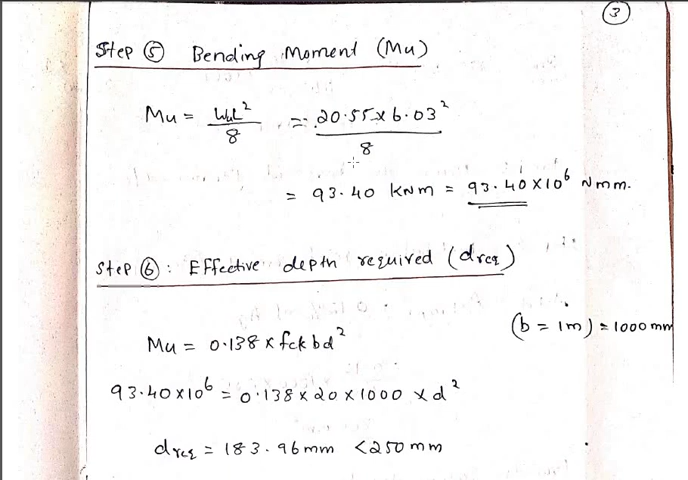 3
Step 5 Bending Moment (Mu)
Mu = WuL² / 8 = 20.55 x 6.03² / 8
= 93.40 kNm = 93.40 x 10⁶ Nmm.
Step 6 : Effective depth required (dreq)
Mu = 0.138 x fck bd² (b = 1m) = 1000 mm
93.40 x 10⁶ = 0.138 x 20 x 1000 x d²
dreq = 183.96 mm < 250 mm